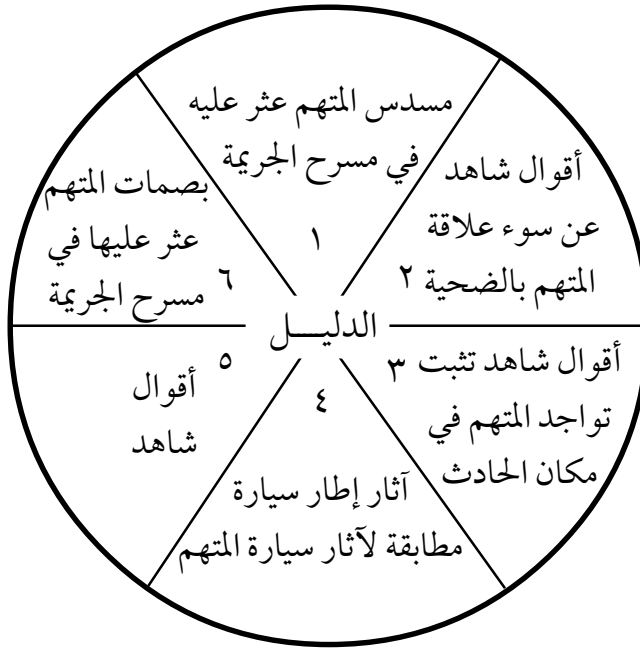 مسدس المتهم عثر عليه
في مسرح الجريمة
١
أقوال شاهد
عن سوء علاقة
المتهم بالضحية ٢
أقوال شاهد تثبت ٣
تواجد المتهم في
مكان الحادث
٤
آثار إطار سيارة
مطابقة لآثار سيارة المتهم
٥
أقوال
شاهد
بصمات المتهم
عثر عليها في
مسرح الجريمة ٦
الدليــل